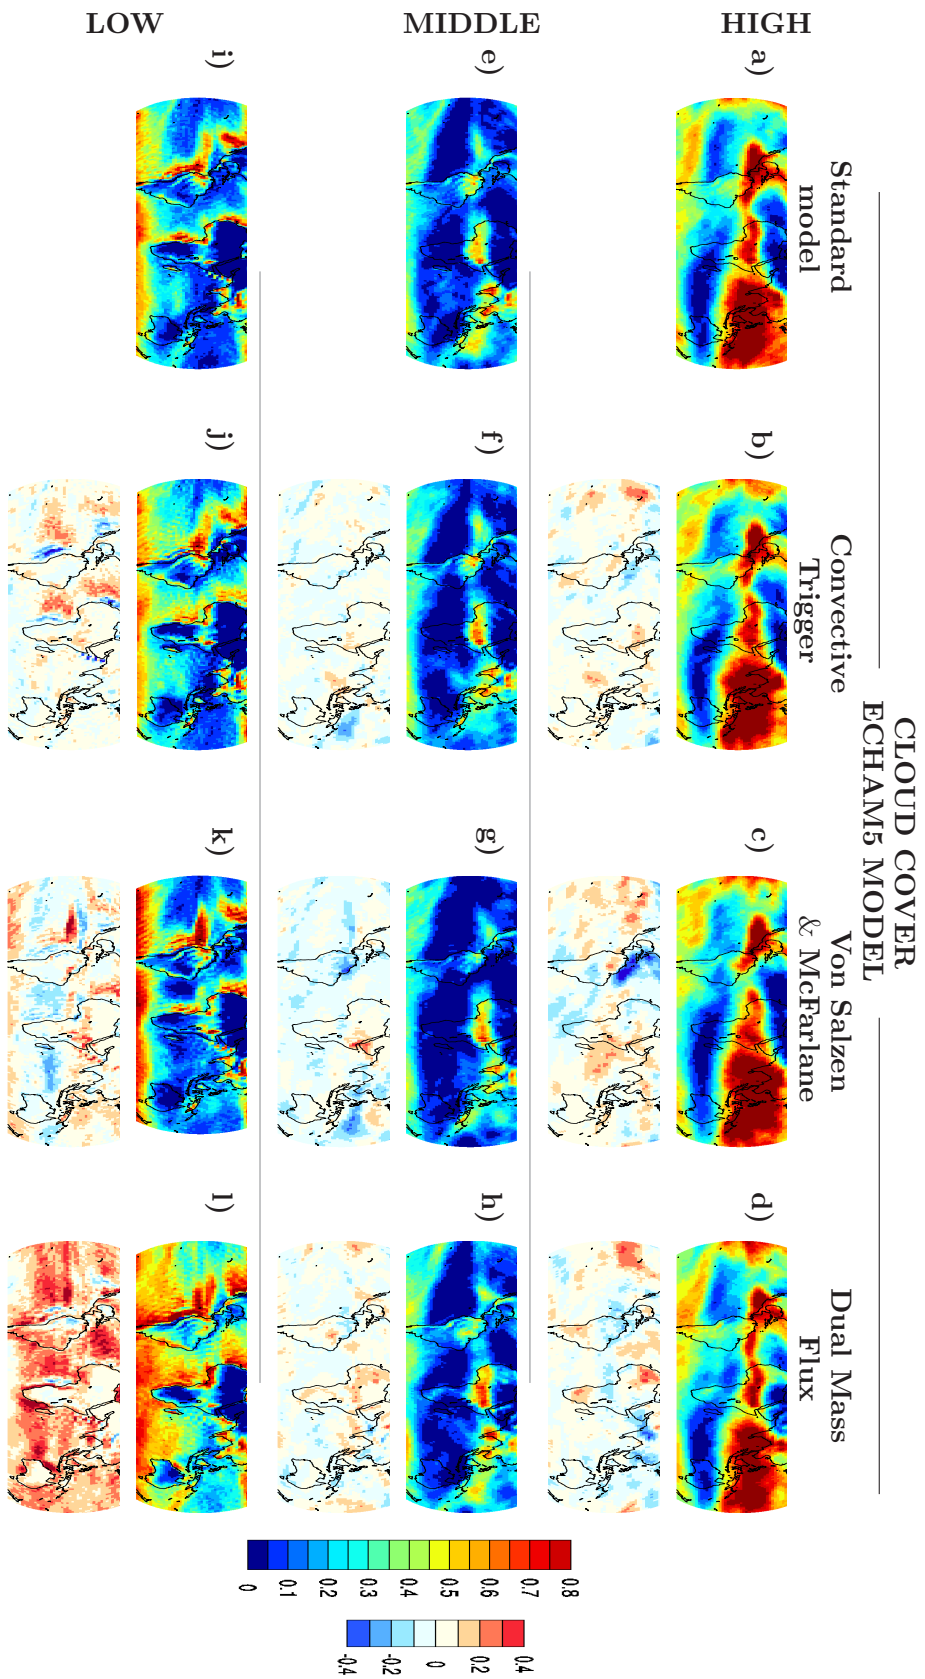 CLOUD COVER
ECHAM5 MODEL
Standard
model
Convective
Trigger
Von Salzen
& McFarlane
Dual Mass
Flux
HIGH
a)
b)
c)
d)
MIDDLE
e)
f)
g)
h)
LOW
i)
j)
k)
l)
0 0.1 0.2 0.3 0.4 0.5 0.6 0.7 0.8
-0.4 -0.2 0 0.2 0.4